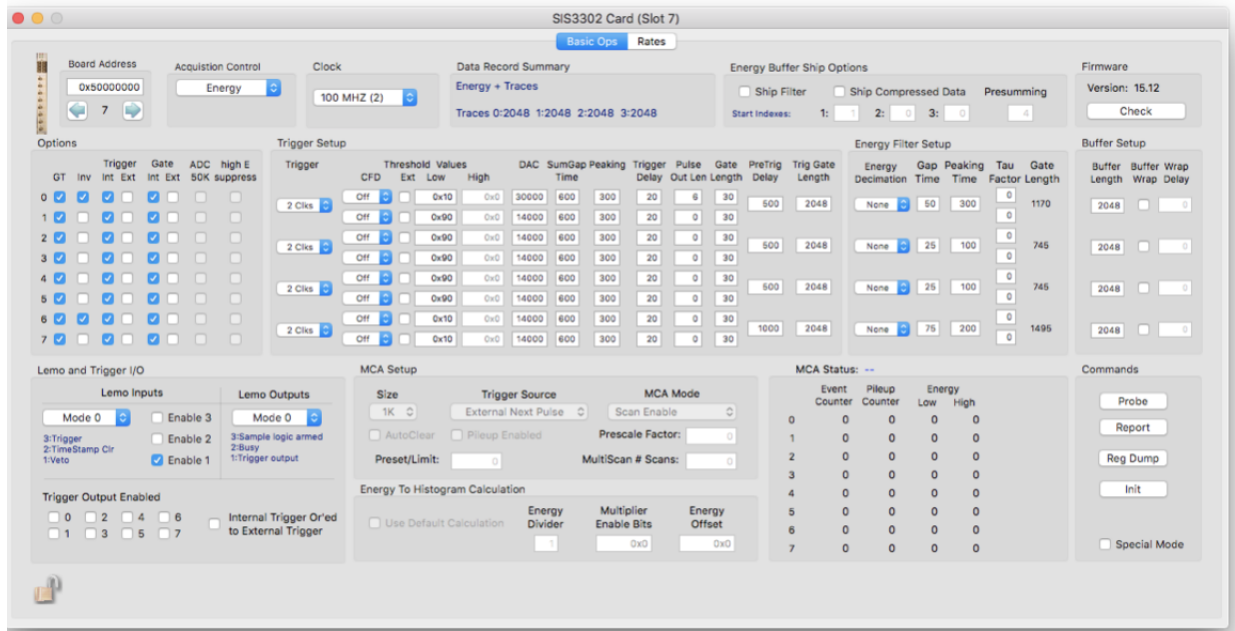 SIS3302 Card (Slot 7)
Basic Ops Rates
Board Address
0x50000000
7
Acquistion Control
Energy
Clock
100 MHZ (2)
Data Record Summary
Energy + Traces
Traces 0:2048 1:2048 2:2048 3:2048
Energy Buffer Ship Options
Ship Filter Ship Compressed Data Presumming
Start Indexes: 1: 1 2: 0 3: 0 4
Firmware
Version: 15.12
Check
Options
Trigger Gate ADC high E
GT Inv Int Ext Int Ext 50K suppress
0
1
2
3
4
5
6
7
Trigger Setup
Trigger Threshold Values DAC SumGap Peaking Trigger Pulse Gate PreTrig Trig Gate
CFD Ext Low High Time Delay Out Len Length Delay Length
2 Clks
Off 0x10 0x0 30000 600 300 20 6 30
500 2048
Off 0x90 0x0 14000 600 300 20 0 30
2 Clks
Off 0x90 0x0 14000 600 300 20 0 30
500 2048
Off 0x90 0x0 14000 600 300 20 0 30
2 Clks
Off 0x90 0x0 14000 600 300 20 0 30
500 2048
Off 0x90 0x0 14000 600 300 20 0 30
2 Clks
Off 0x10 0x0 14000 600 300 20 0 30
1000 2048
Off 0x10 0x0 14000 600 300 20 0 30
Energy Filter Setup
Energy Gap Peaking Tau Gate
Decimation Time Time Factor Length
None 50 300 0 1170
0
None 25 100 0 745
0
None 25 100 0 745
0
None 75 200 0 1495
0
Buffer Setup
Buffer Buffer Wrap
Length Wrap Delay
2048 0
2048 0
2048 0
2048 0
Lemo and Trigger I/O
Lemo Inputs
Mode 0 Enable 3
3:Trigger
2:TimeStamp Clr
1:Veto
Enable 2
Enable 1
Lemo Outputs
Mode 0
3:Sample logic armed
2:Busy
1:Trigger output
Trigger Output Enabled
0 2 4 6
1 3 5 7
Internal Trigger Or'ed
to External Trigger
MCA Setup
Size Trigger Source MCA Mode
1K External Next Pulse Scan Enable
AutoClear Pileup Enabled Prescale Factor: 0
Preset/Limit: 0 MultiScan # Scans: 0
Energy To Histogram Calculation
Use Default Calculation
Energy Multiplier Energy
Divider Enable Bits Offset
1 0x0 0x0
MCA Status: --
Event Pileup Energy
Counter Counter Low High
0 0 0 0 0
1 0 0 0 0
2 0 0 0 0
3 0 0 0 0
4 0 0 0 0
5 0 0 0 0
6 0 0 0 0
7 0 0 0 0
Commands
Probe
Report
Reg Dump
Init
Special Mode